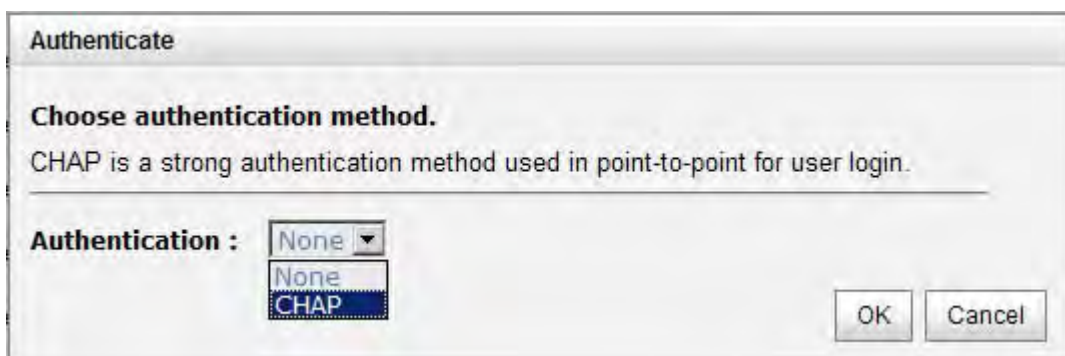 Authenticate
Choose authentication method.
CHAP is a strong authentication method used in point-to-point for user login.
Authentication : None
None
CHAP
OK Cancel